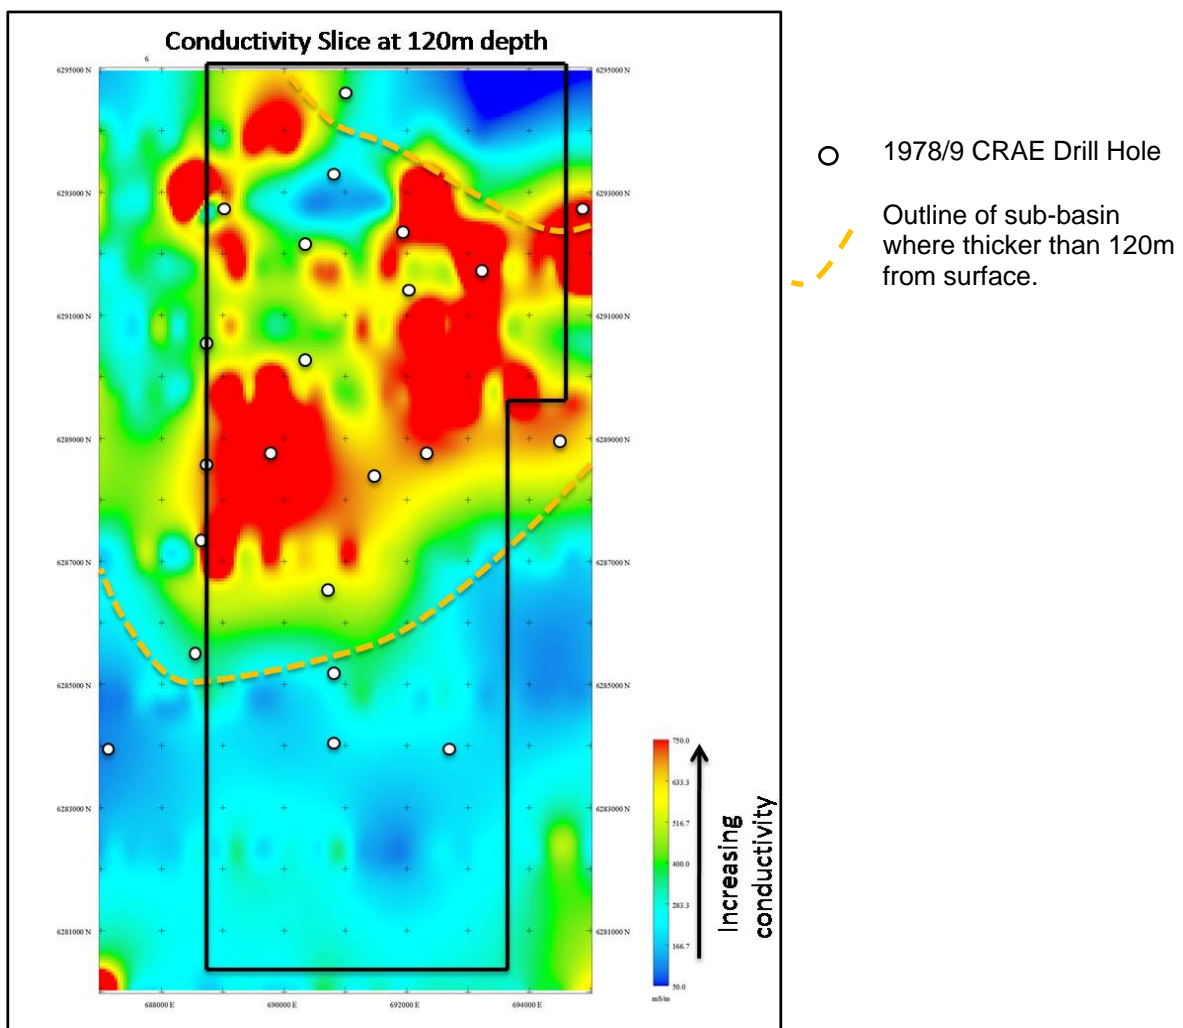 Conductivity Slice at 120m depth
6
6295000 N
6295000 N
6293000 N
6293000 N
6291000 N
6291000 N
6289000 N
6289000 N
6287000 N
6287000 N
6285000 N
6285000 N
6283000 N
6283000 N
6281000 N
6281000 N
688000 E
690000 E
692000 E
694000 E
750.0
633.3
516.7
400.0
283.3
166.7
50.0
mS/m
Increasing
conductivity
1978/9 CRAE Drill Hole
Outline of sub-basin
where thicker than 120m
from surface.